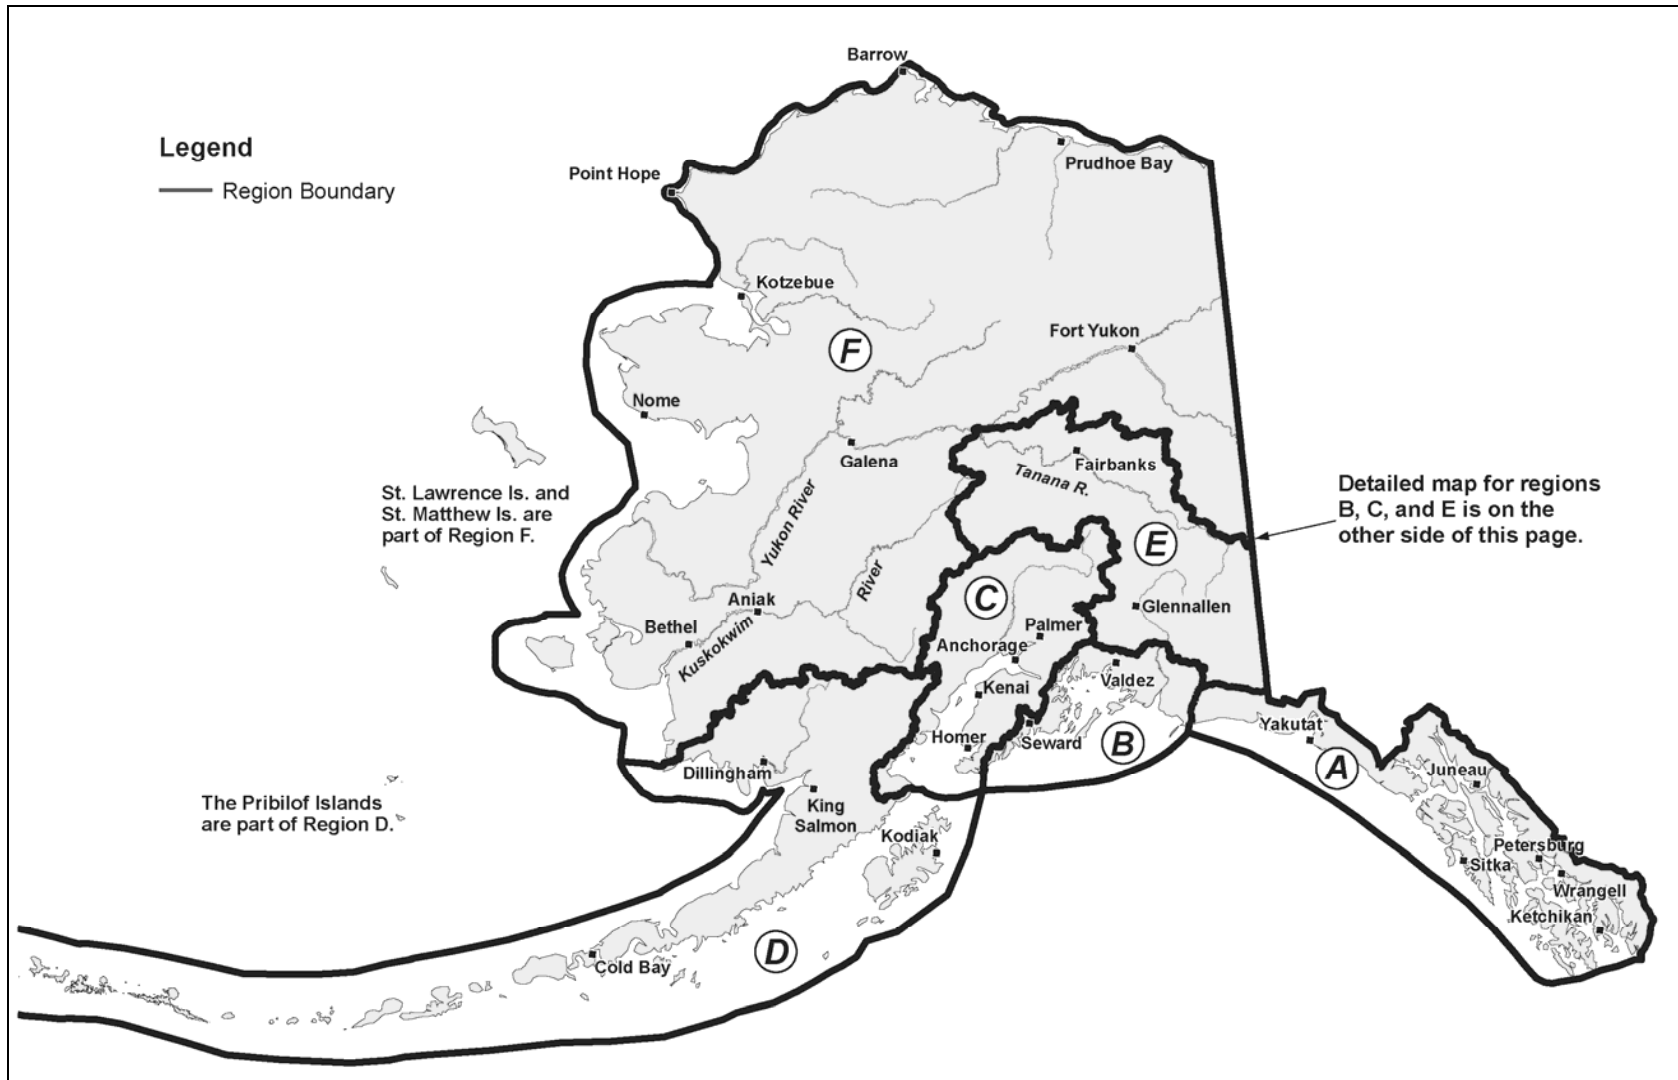 Barrow
Legend
Region Boundary
Prudhoe Bay
Point Hope
Kotzebue
Fort Yukon
F
Nome
Galena
Fairbanks
Tanana R.
St. Lawrence Is. and
St. Matthew Is. are
part of Region F.
Detailed map for regions
B, C, and E is on the
other side of this page.
Yukon River
E
River
C
Aniak
Glennallen
Bethel
Kuskokwim
Palmer
Anchorage
Kenai
Valdez
Homer
Seward
B
Yakutat
A
Dillingham
Juneau
The Pribilof Islands
are part of Region D.
King
Salmon
Kodiak
Petersburg
Sitka
Wrangell
Ketchikan
D
Cold Bay